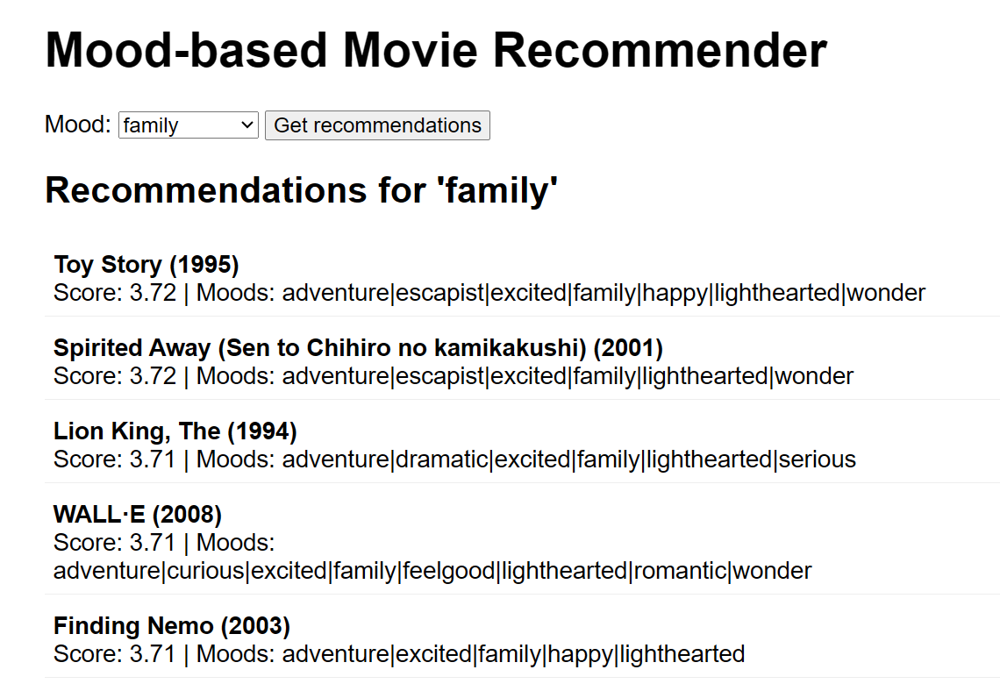 Mood-based Movie Recommender
Mood: family Get recommendations
Recommendations for 'family'
Toy Story (1995)
Score: 3.72 | Moods: adventure|escapist|excited|family|happy|lighthearted|wonder
Spirited Away (Sen to Chihiro no kamikakushi) (2001)
Score: 3.72 | Moods: adventure|escapist|excited|family|lighthearted|wonder
Lion King, The (1994)
Score: 3.71 | Moods: adventure|dramatic|excited|family|lighthearted|serious
WALL·E (2008)
Score: 3.71 | Moods:
adventure|curious|excited|family|feelgood|lighthearted|romantic|wonder
Finding Nemo (2003)
Score: 3.71 | Moods: adventure|excited|family|happy|lighthearted